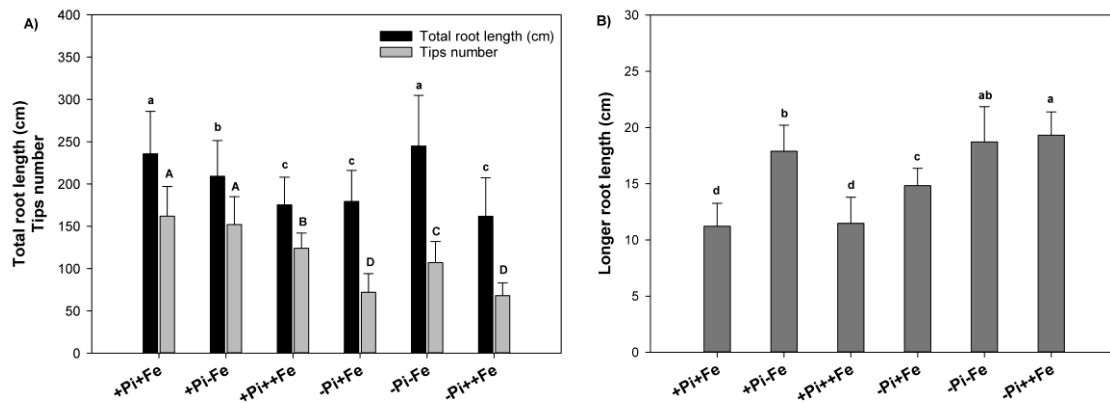 A)
Total root length (cm)
Tips number
400
350
300
250
200
150
100
50
0
Total root length (cm)
Tips number
a
A
b
A
c
B
c
D
a
C
c
D
+Pi+Fe
+Pi-Fe
+Pi++Fe
-Pi+Fe
-Pi-Fe
-Pi++Fe
B)
Longer root length (cm)
30
25
20
15
10
5
0
d
b
d
c
ab
a
+Pi+Fe
+Pi-Fe
+Pi++Fe
-Pi+Fe
-Pi-Fe
-Pi++Fe